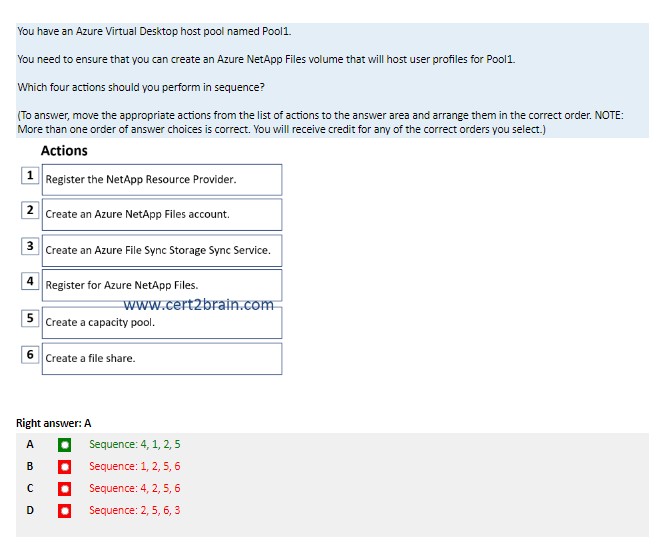 You have an Azure Virtual Desktop host pool named Pool1.
You need to ensure that you can create an Azure NetApp Files volume that will host user profiles for Pool1.
Which four actions should you perform in sequence?
(To answer, move the appropriate actions from the list of actions to the answer area and arrange them in the correct order. NOTE:
More than one order of answer choices is correct. You will receive credit for any of the correct orders you select.)
Actions
1 Register the NetApp Resource Provider.
2 Create an Azure NetApp Files account.
3 Create an Azure File Sync Storage Sync Service.
4 Register for Azure NetApp Files.
www.cert2brain.com
5 Create a capacity pool.
6 Create a file share.
Right answer: A
A Sequence: 4, 1, 2, 5
B Sequence: 1, 2, 5, 6
C Sequence: 4, 2, 5, 6
D Sequence: 2, 5, 6, 3